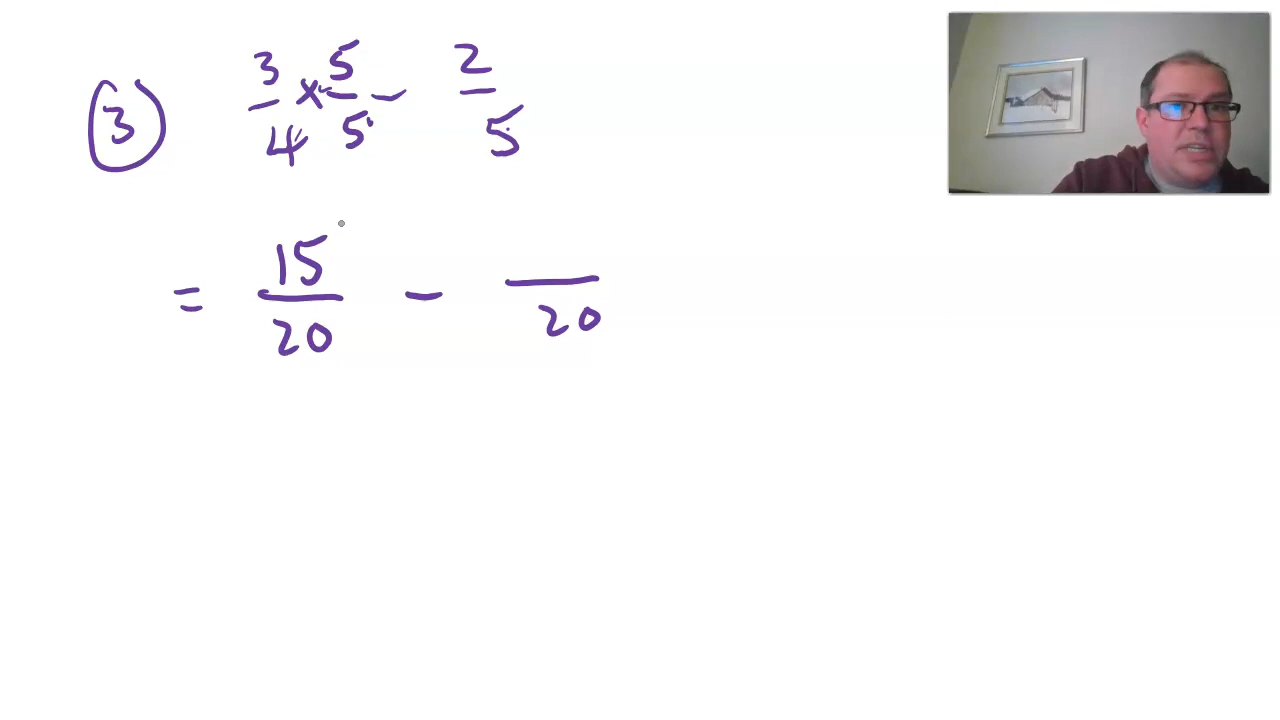 ③ 3/4 × 5/5 - 2/5
= 15/20 - /20